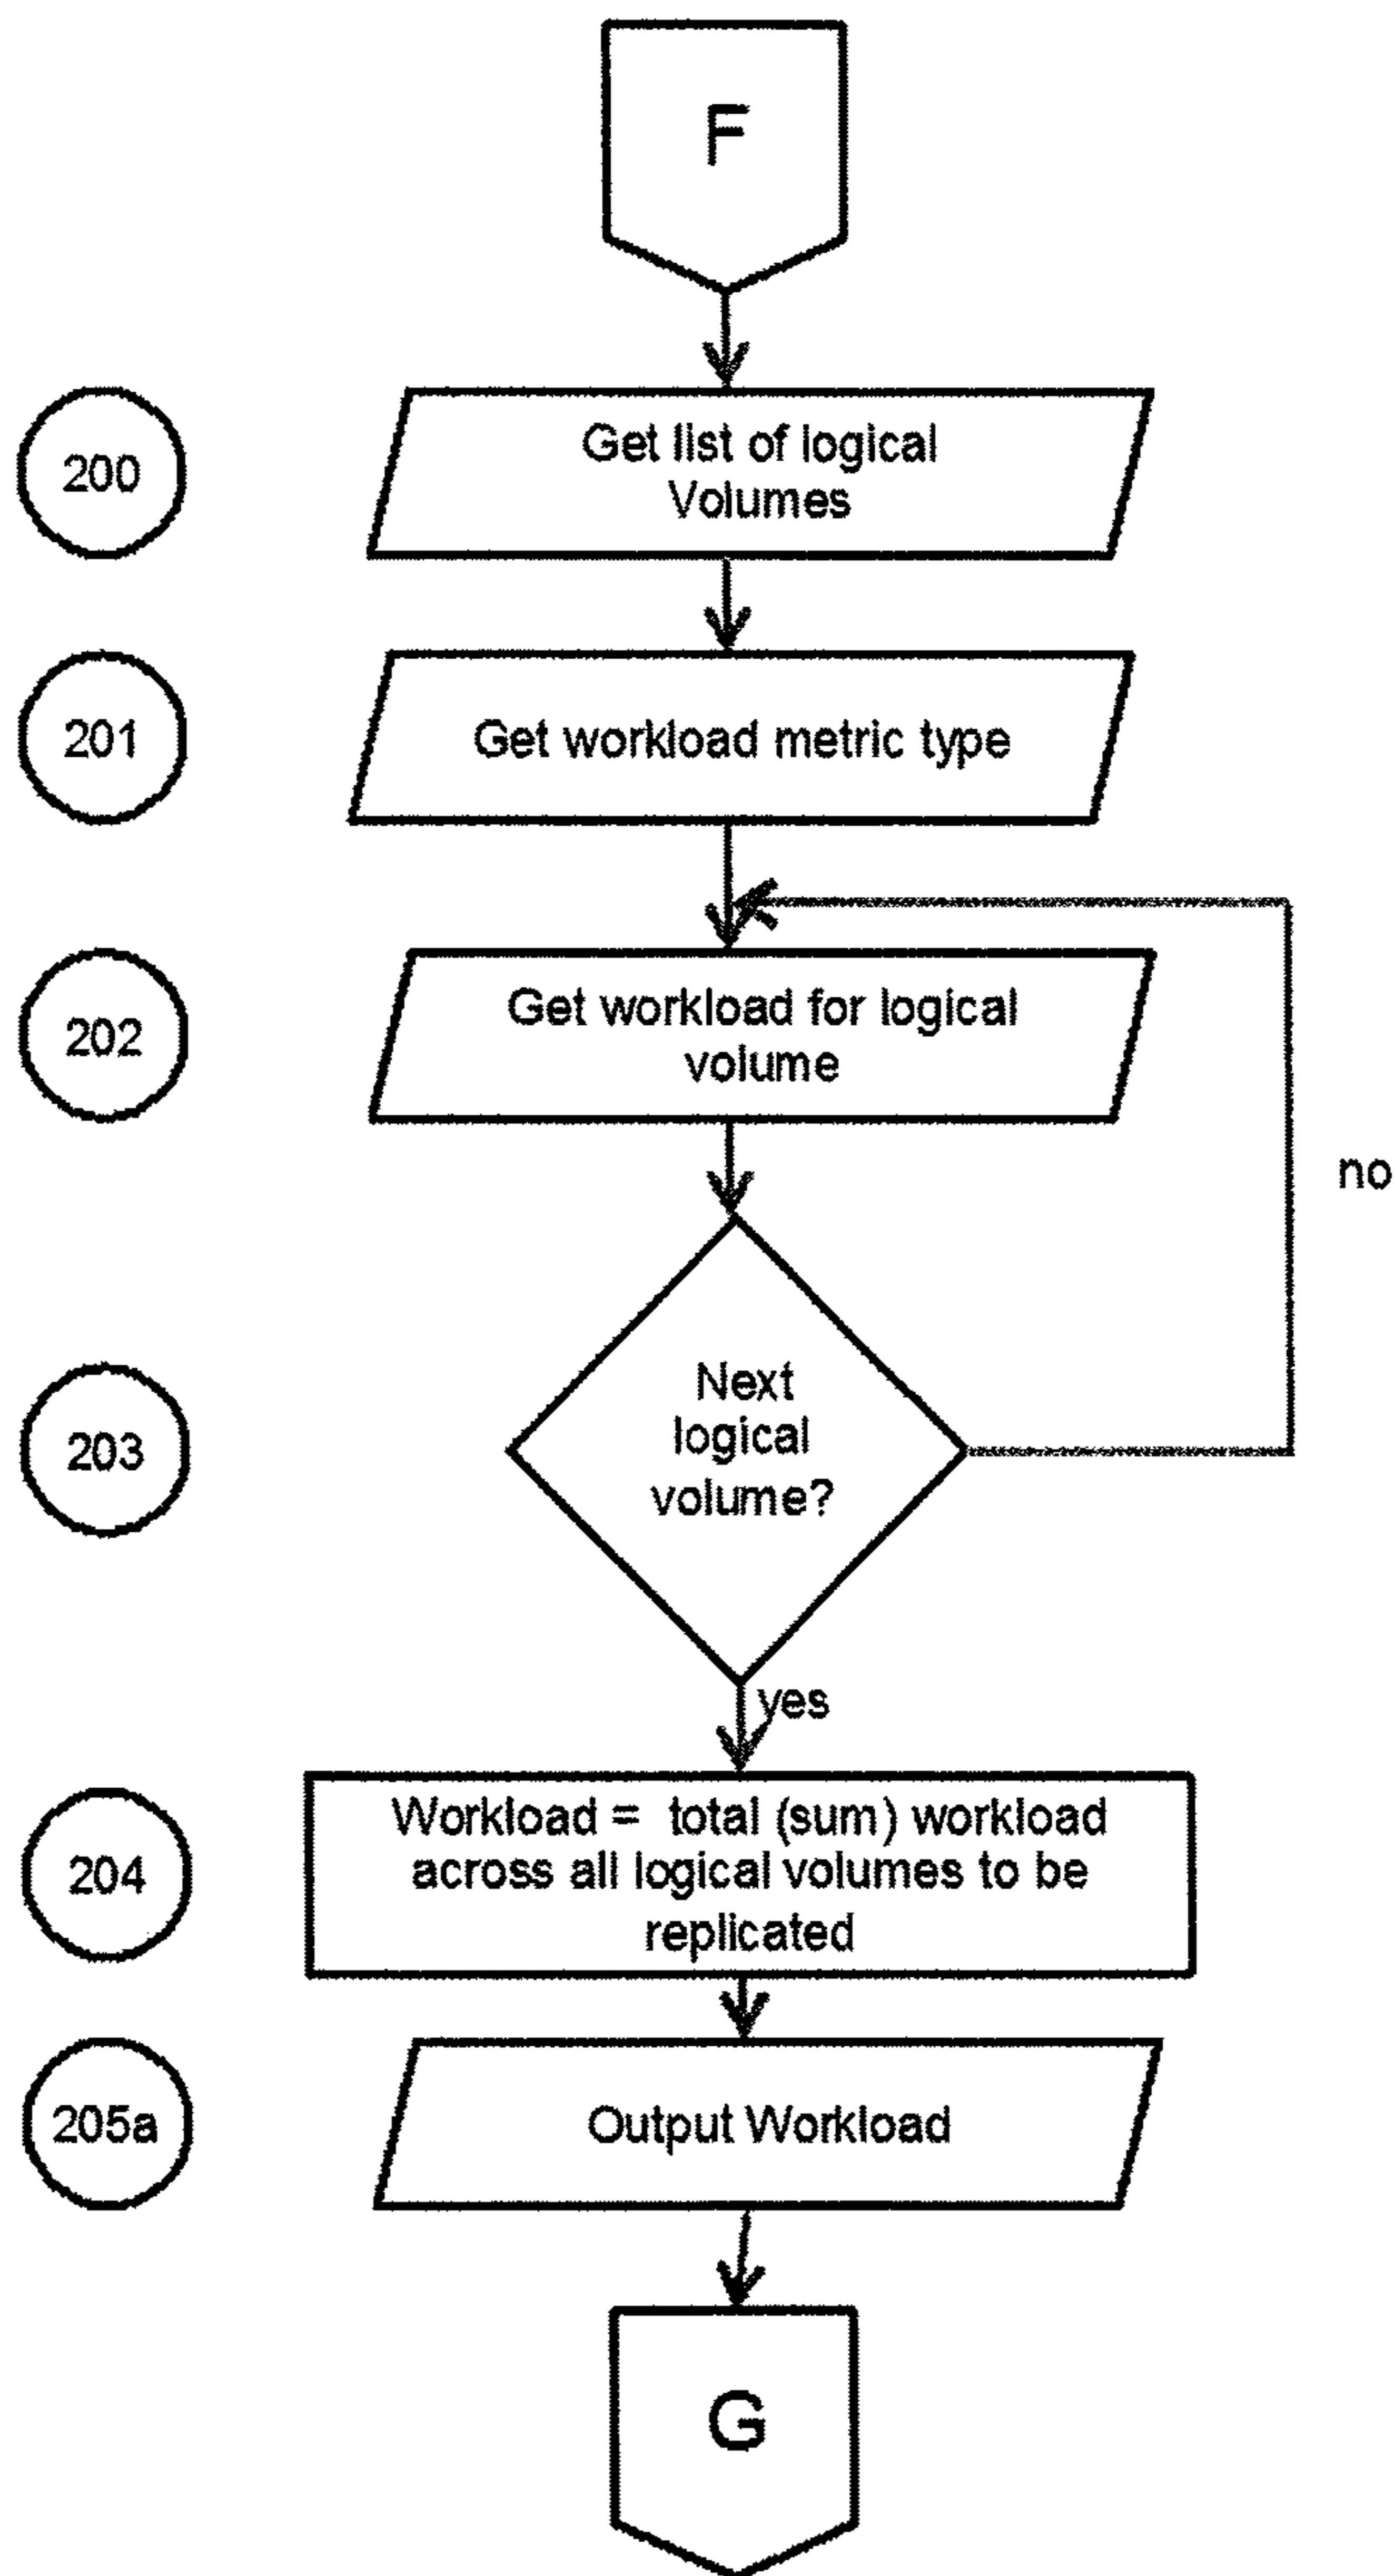 F
200
Get list of logical
Volumes
201
Get workload metric type
202
Get workload for logical
volume
no
203
Next
logical
volume?
yes
204
Workload = total (sum) workload
across all logical volumes to be
replicated
205a
Output Workload
G